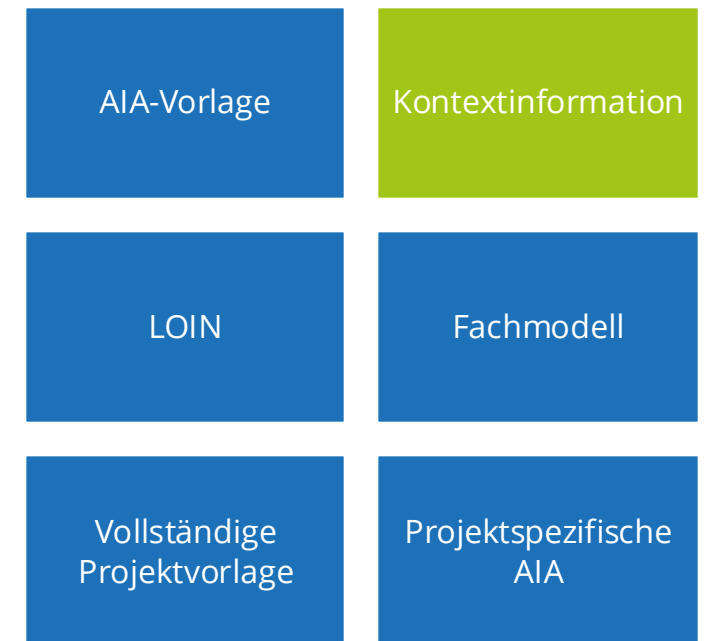 AIA-Vorlage
Kontextinformation
LOIN
Fachmodell
Vollständige
Projektvorlage
Projektspezifische
AIA